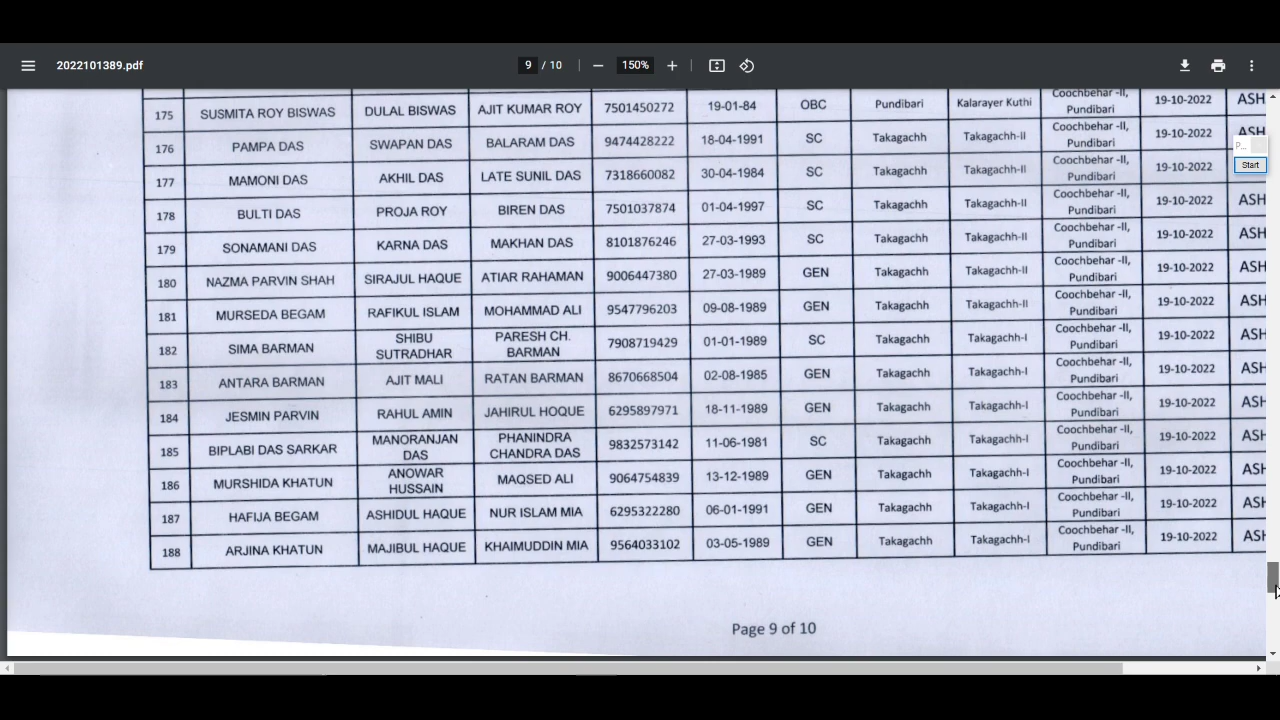 2022101389.pdf
9 / 10
150%
175 SUSMITA ROY BISWAS DULAL BISWAS AJIT KUMAR ROY 7501450272 19-01-84 OBC Pundibari Kalarayer Kuthi Coochbehar -II, Pundibari 19-10-2022 ASH
176 PAMPA DAS SWAPAN DAS BALARAM DAS 9474428222 18-04-1991 SC Takagachh Takagachh-II Coochbehar -II, Pundibari 19-10-2022 ASH
P...
Start
177 MAMONI DAS AKHIL DAS LATE SUNIL DAS 7318660082 30-04-1984 SC Takagachh Takagachh-II Coochbehar -II, Pundibari 19-10-2022
178 BULTI DAS PROJA ROY BIREN DAS 7501037874 01-04-1997 SC Takagachh Takagachh-II Coochbehar -II, Pundibari 19-10-2022 ASH
179 SONAMANI DAS KARNA DAS MAKHAN DAS 8101876246 27-03-1993 SC Takagachh Takagachh-II Coochbehar -II, Pundibari 19-10-2022 ASH
180 NAZMA PARVIN SHAH SIRAJUL HAQUE ATIAR RAHAMAN 9006447380 27-03-1989 GEN Takagachh Takagachh-II Coochbehar -II, Pundibari 19-10-2022 ASH
181 MURSEDA BEGAM RAFIKUL ISLAM MOHAMMAD ALI 9547796203 09-08-1989 GEN Takagachh Takagachh-II Coochbehar -II, Pundibari 19-10-2022 ASH
182 SIMA BARMAN SHIBU SUTRADHAR PARESH CH. BARMAN 7908719429 01-01-1989 SC Takagachh Takagachh-I Coochbehar -II, Pundibari 19-10-2022 ASH
183 ANTARA BARMAN AJIT MALI RATAN BARMAN 8670668504 02-08-1985 GEN Takagachh Takagachh-I Coochbehar -II, Pundibari 19-10-2022 ASH
184 JESMIN PARVIN RAHUL AMIN JAHIRUL HOQUE 6295897971 18-11-1989 GEN Takagachh Takagachh-I Coochbehar -II, Pundibari 19-10-2022 ASH
185 BIPLABI DAS SARKAR MANORANJAN DAS PHANINDRA CHANDRA DAS 9832573142 11-06-1981 SC Takagachh Takagachh-I Coochbehar -II, Pundibari 19-10-2022 ASH
186 MURSHIDA KHATUN ANOWAR HUSSAIN MAQSED ALI 9064754839 13-12-1989 GEN Takagachh Takagachh-I Coochbehar -II, Pundibari 19-10-2022 ASH
187 HAFIJA BEGAM ASHIDUL HAQUE NUR ISLAM MIA 6295322280 06-01-1991 GEN Takagachh Takagachh-I Coochbehar -II, Pundibari 19-10-2022 ASH
188 ARJINA KHATUN MAJIBUL HAQUE KHAIMUDDIN MIA 9564033102 03-05-1989 GEN Takagachh Takagachh-I Coochbehar -II, Pundibari 19-10-2022 ASH
Page 9 of 10